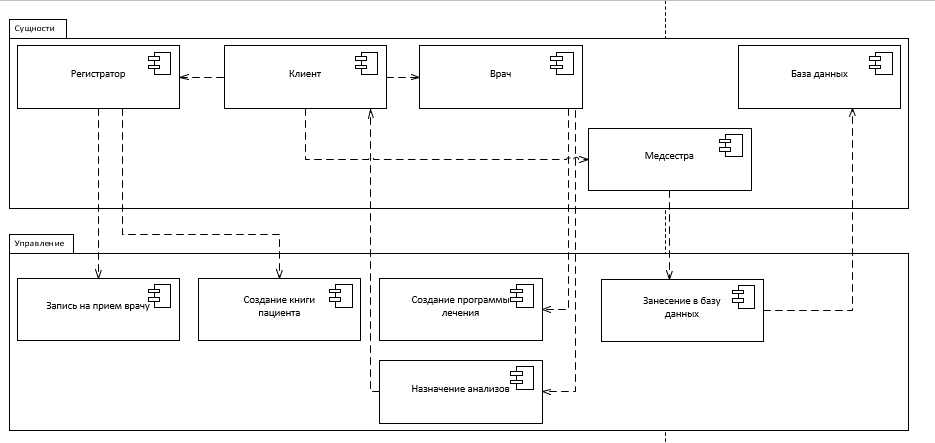 Сущности
Регистратор
Клиент
Врач
База данных
Медсестра
Управление
Запись на прием врачу
Создание книги
пациента
Создание программы
лечения
Занесение в базу
данных
Назначение анализов